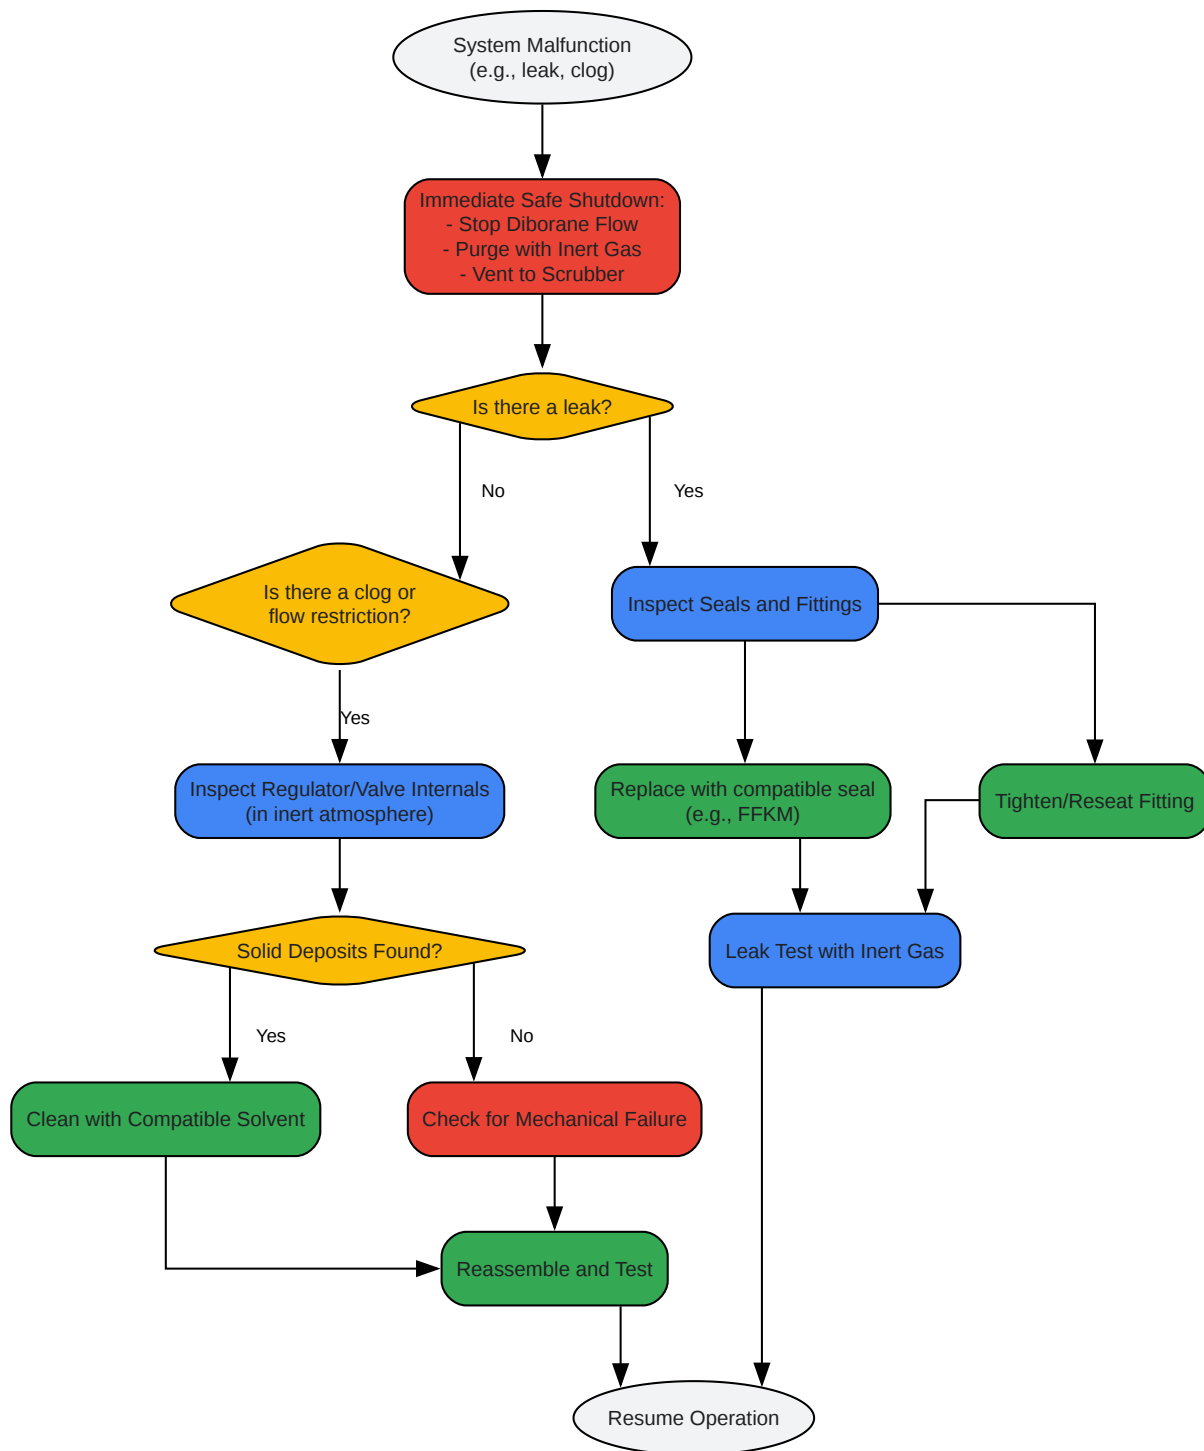 System Malfunction
(e.g., leak, clog)
Immediate Safe Shutdown:
- Stop Diborane Flow
- Purge with Inert Gas
- Vent to Scrubber
Is there a leak?
No
Yes
Is there a clog or
flow restriction?
Inspect Seals and Fittings
Yes
Inspect Regulator/Valve Internals
(in inert atmosphere)
Replace with compatible seal
(e.g., FFKM)
Tighten/Reseat Fitting
Solid Deposits Found?
Leak Test with Inert Gas
Yes
No
Clean with Compatible Solvent
Check for Mechanical Failure
Reassemble and Test
Resume Operation